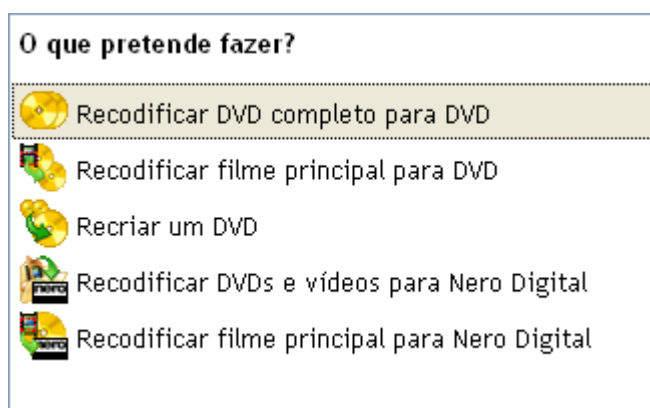 O que pretende fazer?
Recodificar DVD completo para DVD
Recodificar filme principal para DVD
Recriar um DVD
Recodificar DVDs e vídeos para Nero Digital
Recodificar filme principal para Nero Digital